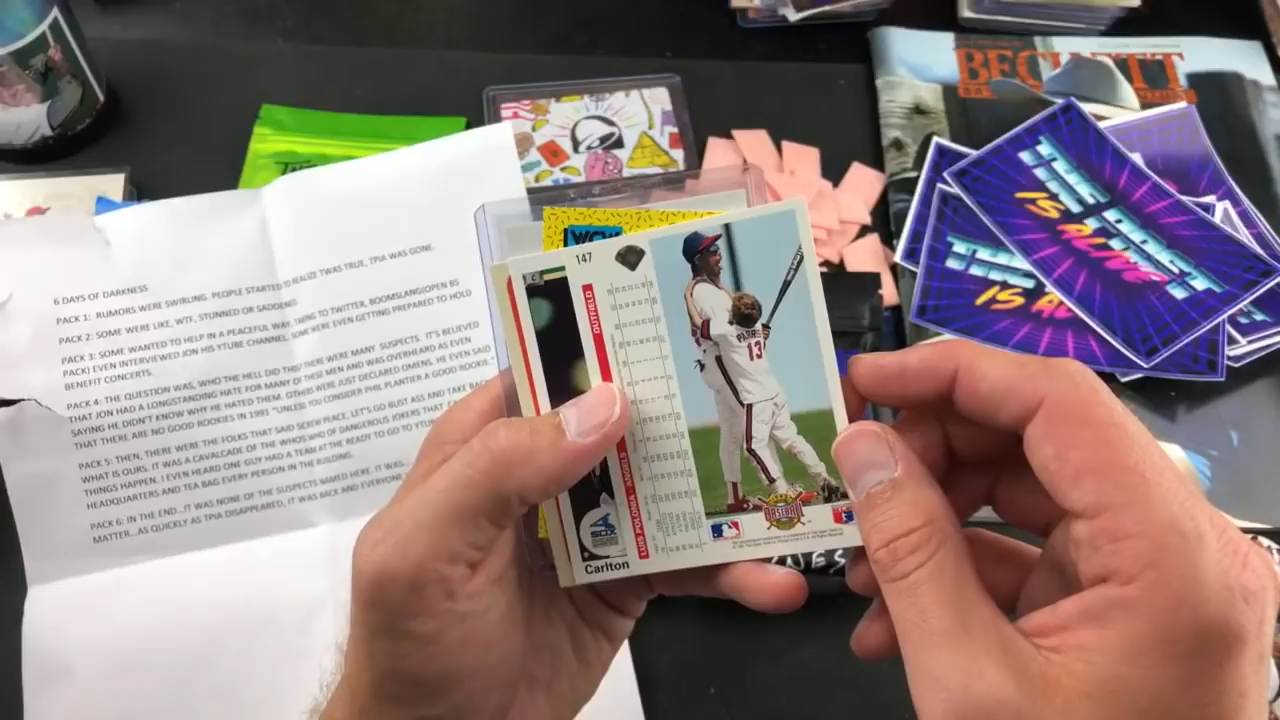 BECKETT
THE PAST
IS ALIVE
THE
IS
6 DAYS OF DARKNESS
PACK 1: RUMORS WERE SWIRLING. PEOPLE STARTED TO REALIZE TWAS TRUE, TPIA WAS GONE.
PACK 2: SOME WERE LIKE, WTF, STUNNED OR SADDENED.
PACK 3: SOME WANTED TO HELP IN A PEACEFUL WAY, TAKING TO TWITTER, BOOMSLANG(OPEN BS
PACK) EVEN INTERVIEWED JON HIS YTUBE CHANNEL. SOME WERE EVEN GETTING PREPARED TO HOLD
BENEFIT CONCERTS.
PACK 4: THE QUESTION WAS, WHO THE HELL DID THIS? THERE WERE MANY SUSPECTS. IT'S BELIEVED
THAT JON HAD A LONGSTANDING HATE FOR MANY OF THESE MEN AND WAS OVERHEARD AS EVEN
SAYING HE DIDN'T KNOW WHY HE HATED THEM. OTHERS WERE JUST DECLARED OMENS. HE EVEN SAID
THAT THERE ARE NO GOOD ROOKIES IN 1991 "UNLESS YOU CONSIDER PHIL PLANTIER A GOOD ROOKIE."
PACK 5: THEN, THERE WERE THE FOLKS THAT SAID SCREW PEACE, LET'S GO BUST ASS AND TAKE BACK
WHAT IS OURS. IT WAS A CAVALCADE OF THE WHOS WHO OF DANGEROUS JOKERS THAT
THINGS HAPPEN. I EVEN HEARD ONE GUY HAD A TEAM AT THE READY TO GO TO
HEADQUARTERS AND TEA BAG EVERY PERSON IN THE BUILDING.
PACK 6: IN THE END...IT WAS NONE OF THE SUSPECTS NAMED HERE. IT WAS...
MATTER...AS QUICKLY AS TPIA DISAPPEARED, IT WAS BACK AND EVERYONE
WCW
147
C
OUTFIELD
LUIS POLONIA - ANGELS
PARRIS
13
BASEBALL
SOX
Carlton